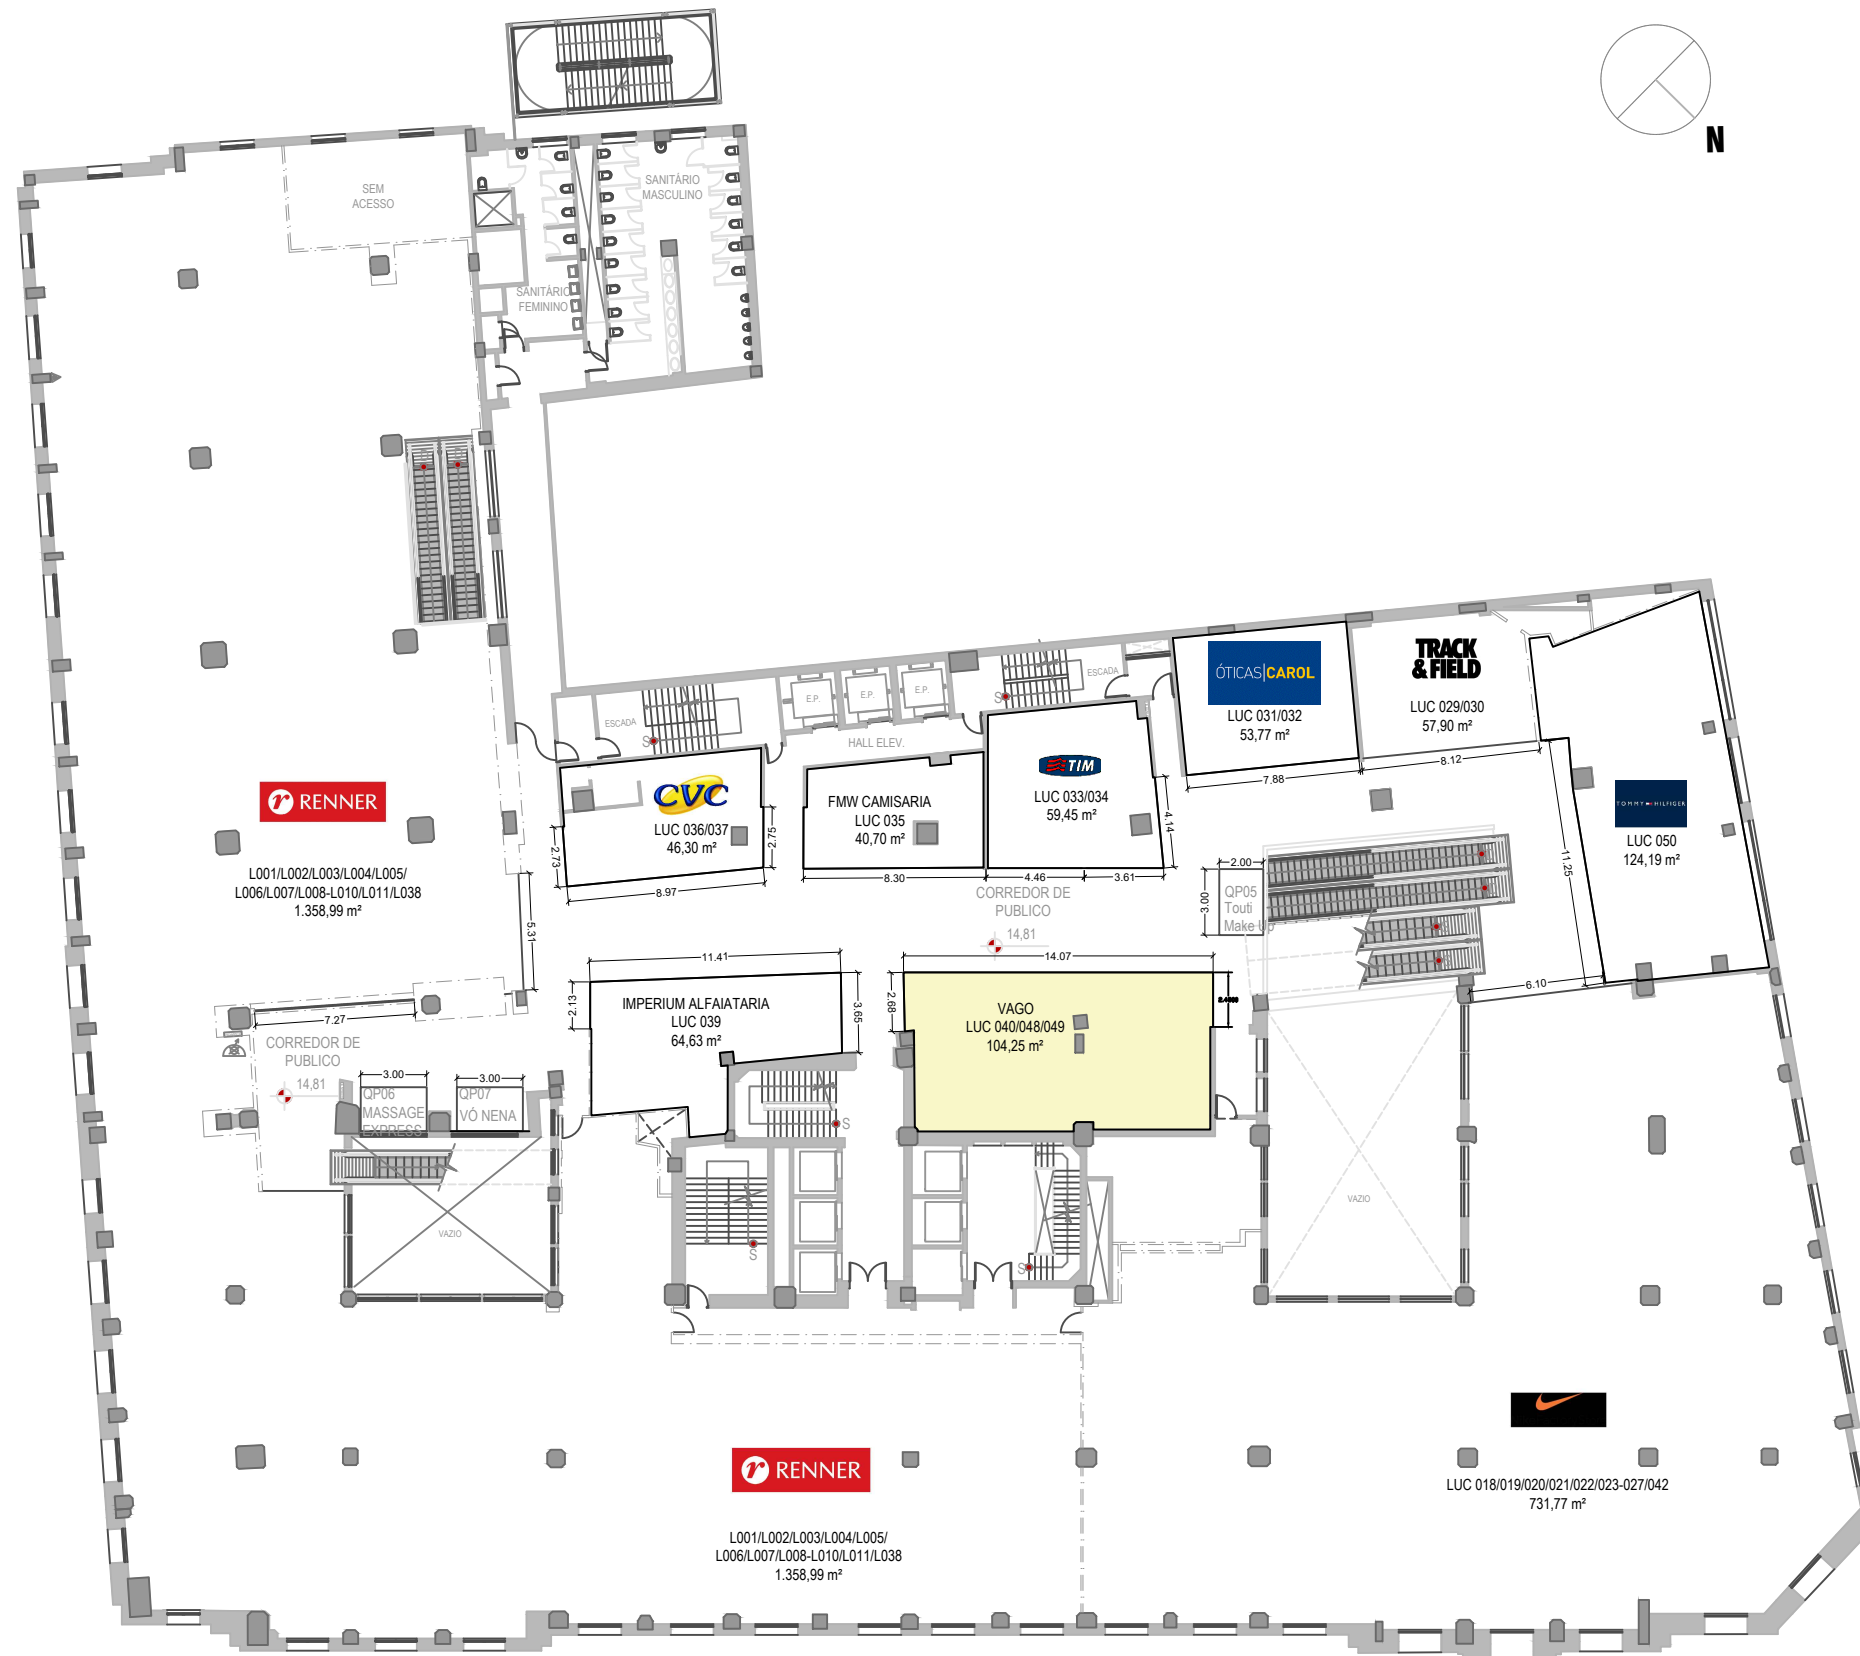 N
SEM
ACESSO
SANITÁRIO
MASCULINO
SANITÁRIO
FEMININO
ESCADA
S
E.P.
E.P.
E.P.
HALL ELEV.
S
ESCADA
ÓTICAS|CAROL
LUC 031/032
53,77 m²
7.88
TRACK
& FIELD
LUC 029/030
57,90 m²
8.12
TOMMY HILFIGER
LUC 050
124,19 m²
11.25
6.10
RENNER
L001/L002/L003/L004/L005/
L006/L007/L008-L010/L011/L038
1.358,99 m²
5.31
CVC
LUC 036/037
46,30 m²
2.73
2.75
8.97
FMW CAMISARIA
LUC 035
40,70 m²
8.30
TIM
LUC 033/034
59,45 m²
4.14
4.46
3.61
CORREDOR DE
PUBLICO
14,81
2.00
3.00
QP05
Touti
Make Up
11.41
2.13
3.65
IMPERIUM ALFAIATARIA
LUC 039
64,63 m²
14.07
2.68
VAGO
LUC 040/048/049
104,25 m²
7.27
CORREDOR DE
PUBLICO
14,81
3.00
QP06
MASSAGE
EXPRESS
3.00
QP07
VÓ NENA
VAZIO
S
S
S
VAZIO
RENNER
L001/L002/L003/L004/L005/
L006/L007/L008-L010/L011/L038
1.358,99 m²
LUC 018/019/020/021/022/023-027/042
731,77 m²